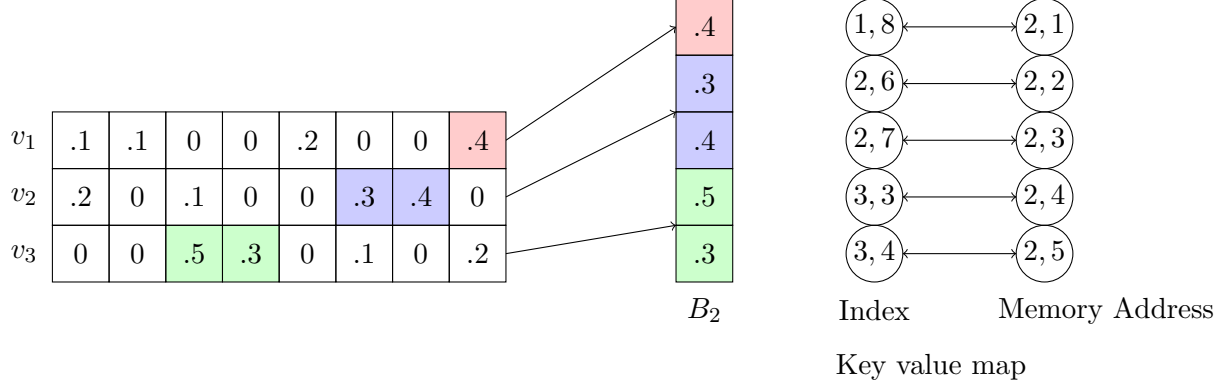 .4 1, 8 2, 1
.3 2, 6 2, 2
v1 .1 .1 0 0 .2 0 0 .4 .4 2, 7 2, 3
v2 .2 0 .1 0 0 .3 .4 0 .5 3, 3 2, 4
v3 0 0 .5 .3 0 .1 0 .2 .3 3, 4 2, 5
B2 Index Memory Address
Key value map